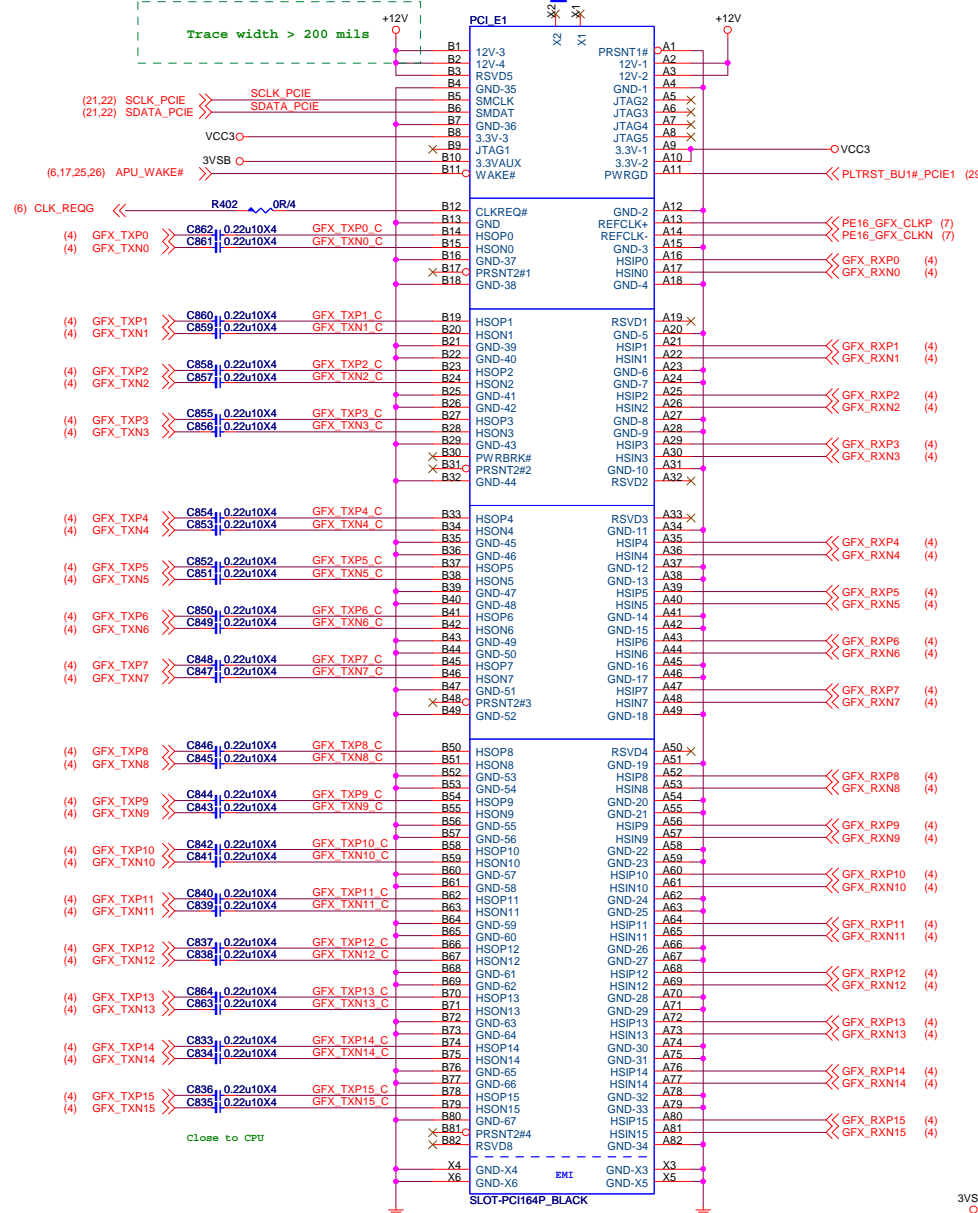 +12V PCI_E1 X2 X1 +12V
Trace width > 200 mils
X2 X1
B1 12V-3 PRSNT1# A1
B2 12V-4 12V-1 A2
B3 RSVD5 12V-2 A3
B4 GND-35 GND-1 A4
(21,22) SCLK_PCIE SCLK_PCIE B5 SMCLK JTAG2 A5
(21,22) SDATA_PCIE SDATA_PCIE B6 SMDAT JTAG3 A6
B7 GND-36 JTAG4 A7
VCC3 B8 3.3V-3 JTAG5 A8
B9 JTAG1 3.3V-1 A9 VCC3
3VSB B10 3.3VAUX 3.3V-2 A10
(6,17,25,26) APU_WAKE# B11 WAKE# PWRGD A11 PLTRST_BU1#_PCIE1 (29
(6) CLK_REQG R402 0R/4 B12 CLKREQ# GND-2 A12
B13 GND REFCLK+ A13 PE16_GFX_CLKP (7)
(4) GFX_TXP0 C862 0.22u10X4 GFX_TXP0_C B14 HSOP0 REFCLK- A14 PE16_GFX_CLKN (7)
(4) GFX_TXN0 C861 0.22u10X4 GFX_TXN0_C B15 HSON0 GND-3 A15
B16 GND-37 HSIP0 A16 GFX_RXP0 (4)
B17 PRSNT2#1 HSIN0 A17 GFX_RXN0 (4)
B18 GND-38 GND-4 A18
(4) GFX_TXP1 C860 0.22u10X4 GFX_TXP1_C B19 HSOP1 RSVD1 A19
(4) GFX_TXN1 C859 0.22u10X4 GFX_TXN1_C B20 HSON1 GND-5 A20
B21 GND-39 HSIP1 A21 GFX_RXP1 (4)
B22 GND-40 HSIN1 A22 GFX_RXN1 (4)
(4) GFX_TXP2 C858 0.22u10X4 GFX_TXP2_C B23 HSOP2 GND-6 A23
(4) GFX_TXN2 C857 0.22u10X4 GFX_TXN2_C B24 HSON2 GND-7 A24
B25 GND-41 HSIP2 A25 GFX_RXP2 (4)
B26 GND-42 HSIN2 A26 GFX_RXN2 (4)
(4) GFX_TXP3 C855 0.22u10X4 GFX_TXP3_C B27 HSOP3 GND-8 A27
(4) GFX_TXN3 C856 0.22u10X4 GFX_TXN3_C B28 HSON3 GND-9 A28
B29 GND-43 HSIP3 A29 GFX_RXP3 (4)
B30 PWRBRK# HSIN3 A30 GFX_RXN3 (4)
B31 PRSNT2#2 GND-10 A31
B32 GND-44 RSVD2 A32
(4) GFX_TXP4 C854 0.22u10X4 GFX_TXP4_C B33 HSOP4 RSVD3 A33
(4) GFX_TXN4 C853 0.22u10X4 GFX_TXN4_C B34 HSON4 GND-11 A34
B35 GND-45 HSIP4 A35 GFX_RXP4 (4)
B36 GND-46 HSIN4 A36 GFX_RXN4 (4)
(4) GFX_TXP5 C852 0.22u10X4 GFX_TXP5_C B37 HSOP5 GND-12 A37
(4) GFX_TXN5 C851 0.22u10X4 GFX_TXN5_C B38 HSON5 GND-13 A38
B39 GND-47 HSIP5 A39 GFX_RXP5 (4)
B40 GND-48 HSIN5 A40 GFX_RXN5 (4)
(4) GFX_TXP6 C850 0.22u10X4 GFX_TXP6_C B41 HSOP6 GND-14 A41
(4) GFX_TXN6 C849 0.22u10X4 GFX_TXN6_C B42 HSON6 GND-15 A42
B43 GND-49 HSIP6 A43 GFX_RXP6 (4)
B44 GND-50 HSIN6 A44 GFX_RXN6 (4)
(4) GFX_TXP7 C848 0.22u10X4 GFX_TXP7_C B45 HSOP7 GND-16 A45
(4) GFX_TXN7 C847 0.22u10X4 GFX_TXN7_C B46 HSON7 GND-17 A46
B47 GND-51 HSIP7 A47 GFX_RXP7 (4)
B48 PRSNT2#3 HSIN7 A48 GFX_RXN7 (4)
B49 GND-52 GND-18 A49
(4) GFX_TXP8 C846 0.22u10X4 GFX_TXP8_C B50 HSOP8 RSVD4 A50
(4) GFX_TXN8 C845 0.22u10X4 GFX_TXN8_C B51 HSON8 GND-19 A51
B52 GND-53 HSIP8 A52 GFX_RXP8 (4)
B53 GND-54 HSIN8 A53 GFX_RXN8 (4)
(4) GFX_TXP9 C844 0.22u10X4 GFX_TXP9_C B54 HSOP9 GND-20 A54
(4) GFX_TXN9 C843 0.22u10X4 GFX_TXN9_C B55 HSON9 GND-21 A55
B56 GND-55 HSIP9 A56 GFX_RXP9 (4)
B57 GND-56 HSIN9 A57 GFX_RXN9 (4)
(4) GFX_TXP10 C842 0.22u10X4 GFX_TXP10_C B58 HSOP10 GND-22 A58
(4) GFX_TXN10 C841 0.22u10X4 GFX_TXN10_C B59 HSON10 GND-23 A59
B60 GND-57 HSIP10 A60 GFX_RXP10 (4)
B61 GND-58 HSIN10 A61 GFX_RXN10 (4)
(4) GFX_TXP11 C840 0.22u10X4 GFX_TXP11_C B62 HSOP11 GND-24 A62
(4) GFX_TXN11 C839 0.22u10X4 GFX_TXN11_C B63 HSON11 GND-25 A63
B64 GND-59 HSIP11 A64 GFX_RXP11 (4)
B65 GND-60 HSIN11 A65 GFX_RXN11 (4)
(4) GFX_TXP12 C837 0.22u10X4 GFX_TXP12_C B66 HSOP12 GND-26 A66
(4) GFX_TXN12 C838 0.22u10X4 GFX_TXN12_C B67 HSON12 GND-27 A67
B68 GND-61 HSIP12 A68 GFX_RXP12 (4)
B69 GND-62 HSIN12 A69 GFX_RXN12 (4)
(4) GFX_TXP13 C864 0.22u10X4 GFX_TXP13_C B70 HSOP13 GND-28 A70
(4) GFX_TXN13 C863 0.22u10X4 GFX_TXN13_C B71 HSON13 GND-29 A71
B72 GND-63 HSIP13 A72 GFX_RXP13 (4)
B73 GND-64 HSIN13 A73 GFX_RXN13 (4)
(4) GFX_TXP14 C833 0.22u10X4 GFX_TXP14_C B74 HSOP14 GND-30 A74
(4) GFX_TXN14 C834 0.22u10X4 GFX_TXN14_C B75 HSON14 GND-31 A75
B76 GND-65 HSIP14 A76 GFX_RXP14 (4)
B77 GND-66 HSIN14 A77 GFX_RXN14 (4)
(4) GFX_TXP15 C836 0.22u10X4 GFX_TXP15_C B78 HSOP15 GND-32 A78
(4) GFX_TXN15 C835 0.22u10X4 GFX_TXN15_C B79 HSON15 GND-33 A79
B80 GND-67 HSIP15 A80 GFX_RXP15 (4)
B81 PRSNT2#4 HSIN15 A81 GFX_RXN15 (4)
Close to CPU B82 RSVD8 GND-34 A82
X4 GND-X4 GND-X3 X3
X6 GND-X6 EMI GND-X5 X5
SLOT-PCI164P_BLACK 3VS